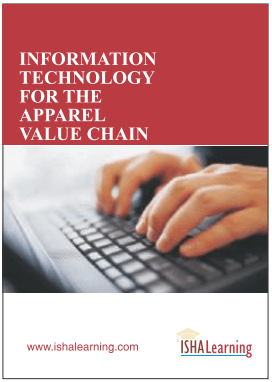 INFORMATION
TECHNOLOGY
FOR THE
APPAREL
VALUE CHAIN
www.ishalearning.com
ISHALearning